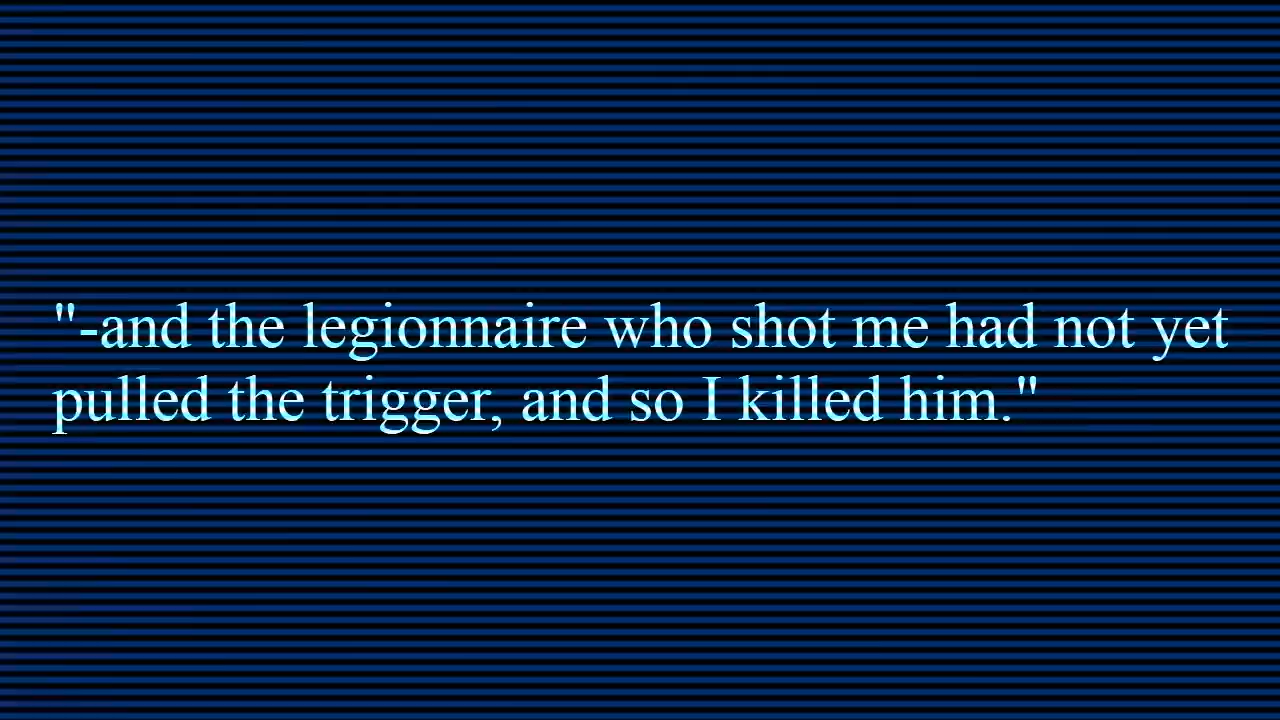 "-and the legionnaire who shot me had not yet
pulled the trigger, and so I killed him."